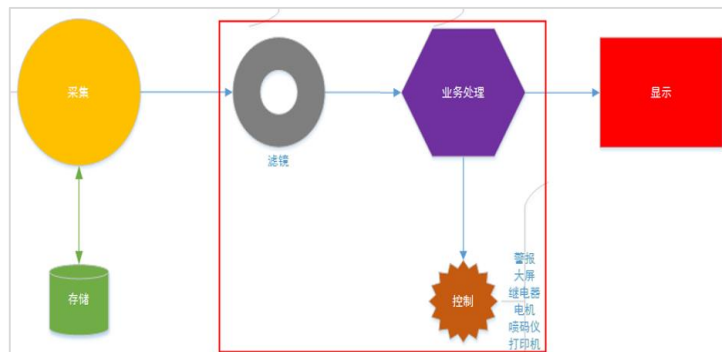 采集
业务处理
显示
滤镜
存储
控制
警报
大屏
继电器
电机
喷码仪
打印机